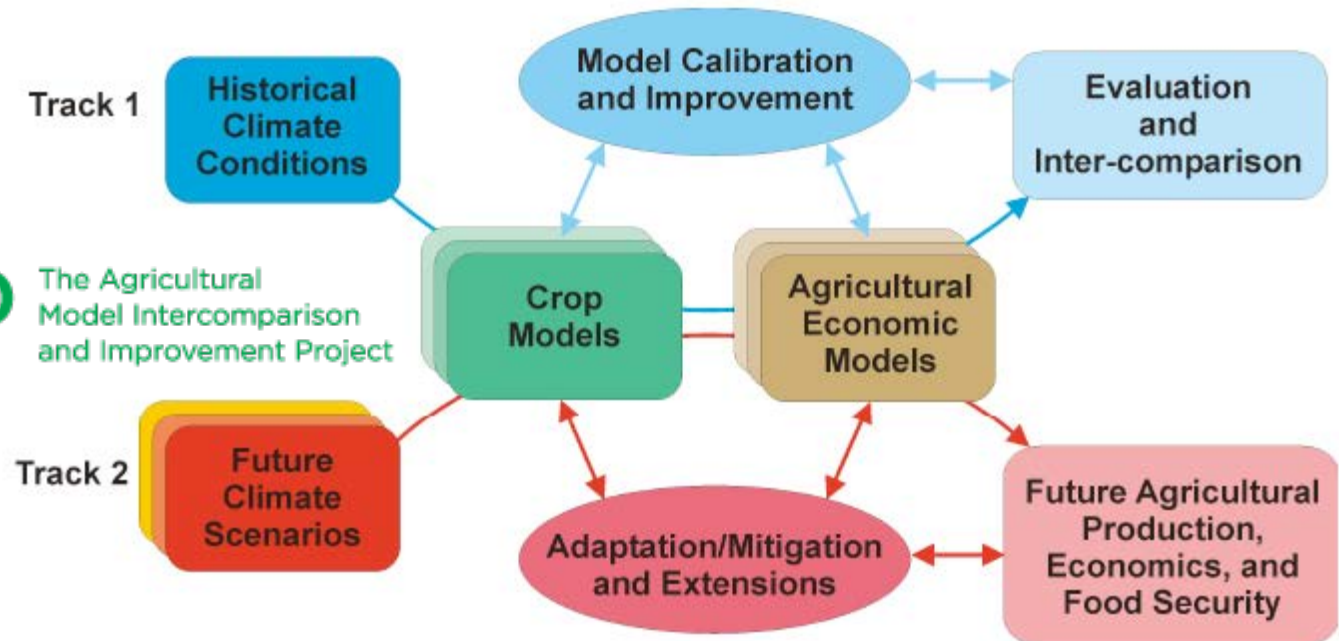 Track 1
Historical
Climate
Conditions
Model Calibration
and Improvement
Evaluation
and
Inter-comparison
The Agricultural
Model Intercomparison
and Improvement Project
Crop
Models
Agricultural
Economic
Models
Track 2
Future
Climate
Scenarios
Adaptation/Mitigation
and Extensions
Future Agricultural
Production,
Economics, and
Food Security